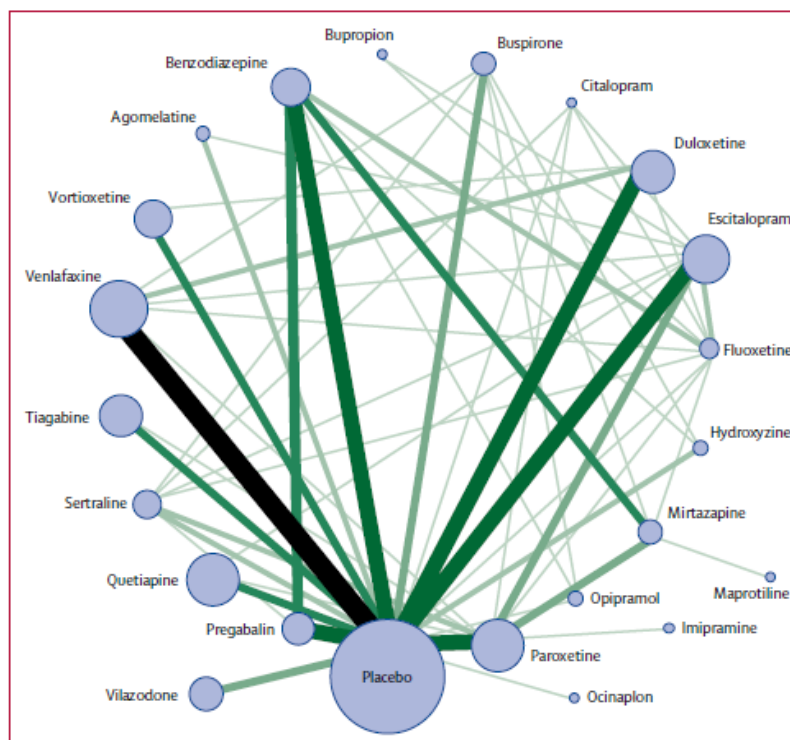 Bupropion
Buspirone
Benzodiazepine
Citalopram
Agomelatine
Duloxetine
Vortioxetine
Escitalopram
Venlafaxine
Fluoxetine
Tiagabine
Hydroxyzine
Sertraline
Mirtazapine
Quetiapine
Maprotiline
Opipramol
Pregabalin
Imipramine
Paroxetine
Placebo
Vilazodone
Ocinaplon